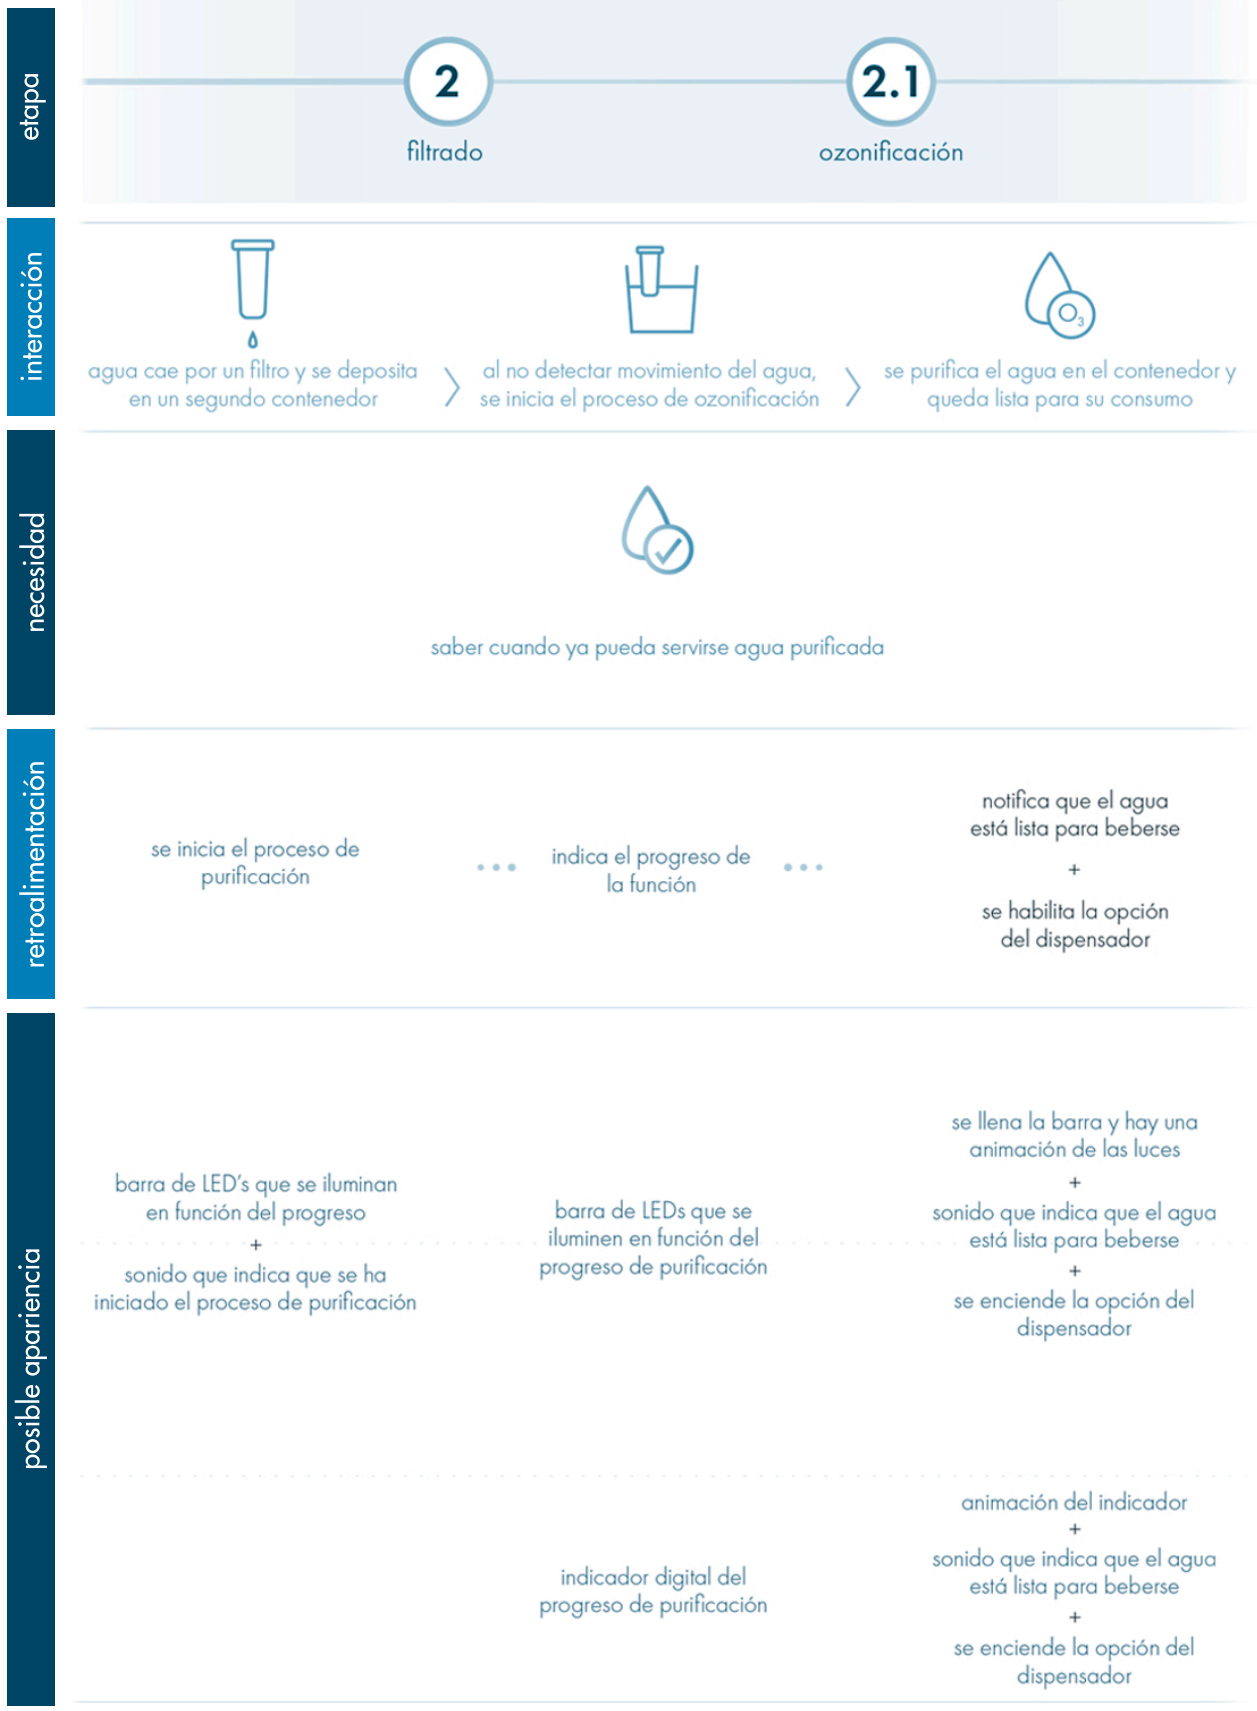 etapa
2
filtrado
2.1
ozonificación
interacción
agua cae por un filtro y se deposita
en un segundo contenedor
al no detectar movimiento del agua,
se inicia el proceso de ozonificación
O3
se purifica el agua en el contenedor y
queda lista para su consumo
necesidad
saber cuando ya pueda servirse agua purificada
retroalimentación
se inicia el proceso de
purificación
indica el progreso de
la función
notifica que el agua
está lista para beberse
+
se habilita la opción
del dispensador
posible apariencia
barra de LED's que se iluminan
en función del progreso
+
sonido que indica que se ha
iniciado el proceso de purificación
barra de LEDs que se
iluminen en función del
progreso de purificación
se llena la barra y hay una
animación de las luces
+
sonido que indica que el agua
está lista para beberse
+
se enciende la opción del
dispensador
indicador digital del
progreso de purificación
animación del indicador
+
sonido que indica que el agua
está lista para beberse
+
se enciende la opción del
dispensador